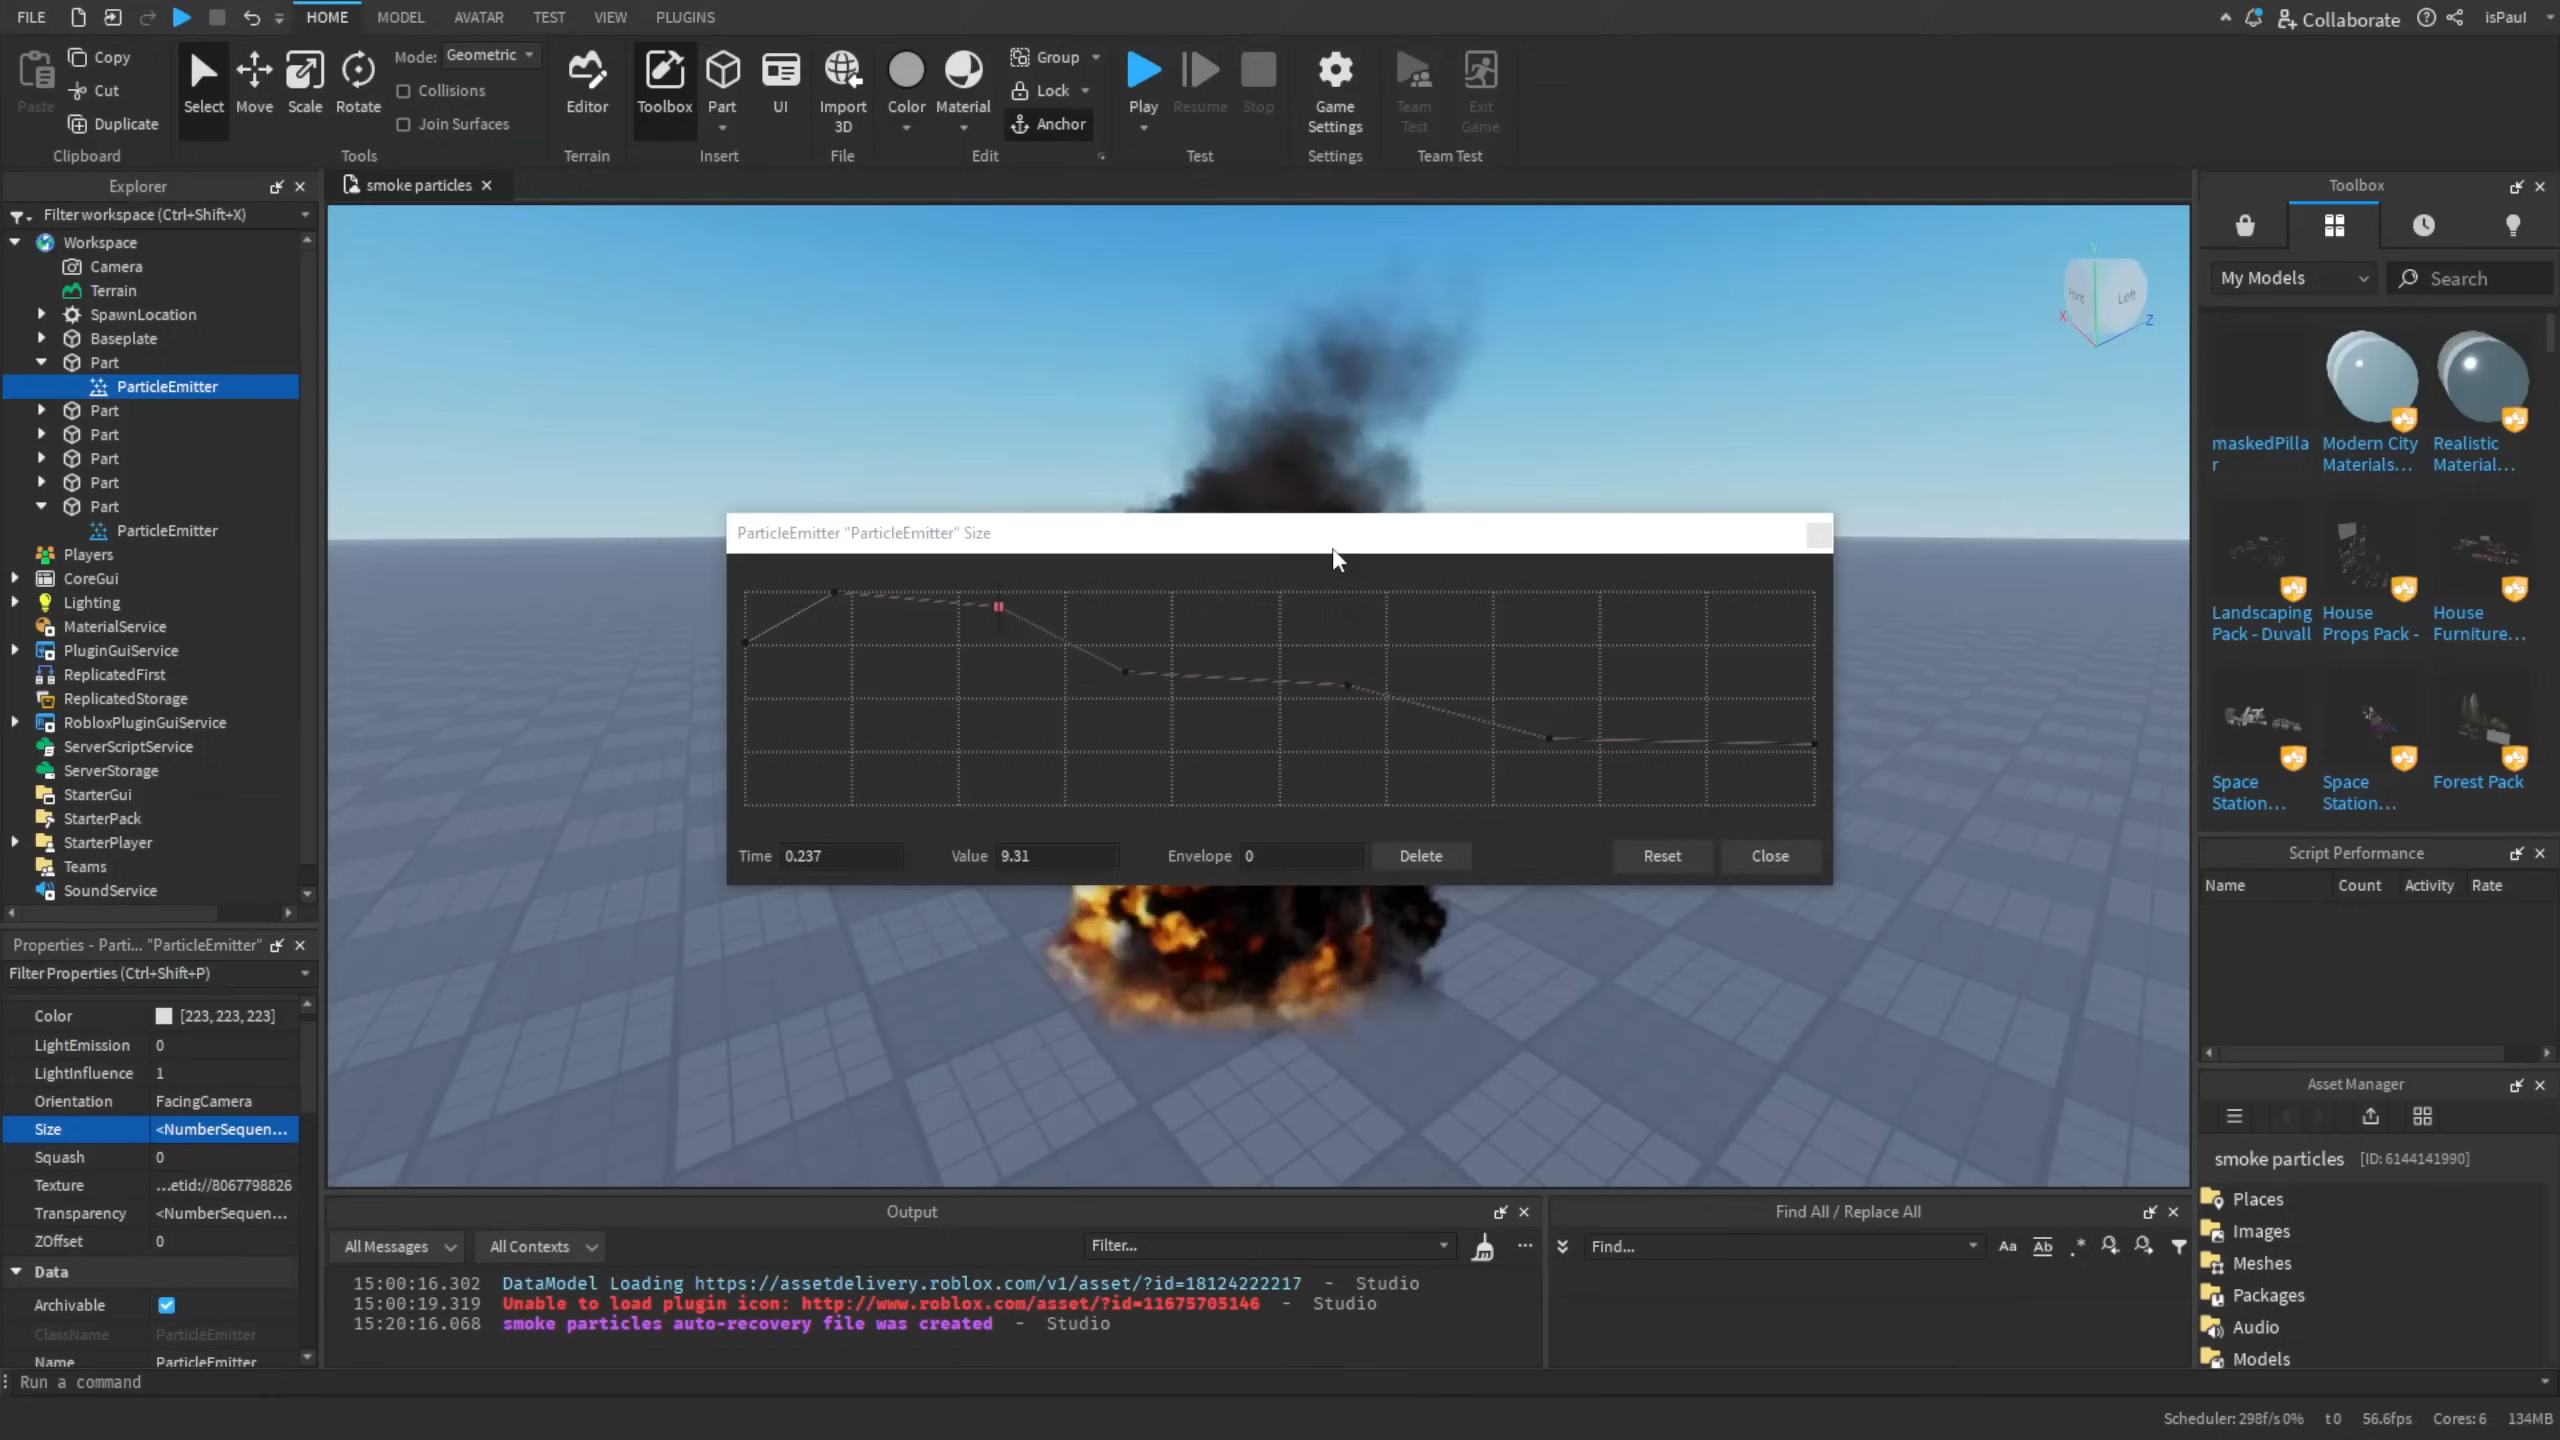 FILE
HOME
MODEL
AVATAR
TEST
VIEW
PLUGINS
Collaborate
isPaul
Paste
Copy
Cut
Duplicate
Clipboard
Select
Move
Scale
Rotate
Mode: Geometric
Collisions
Join Surfaces
Tools
Editor
Terrain
Toolbox
Part
UI
Insert
Import
3D
File
Color
Material
Group
Lock
Anchor
Edit
Play
Resume
Stop
Test
Game
Settings
Settings
Team
Test
Exit
Game
Team Test
Explorer
Filter workspace (Ctrl+Shift+X)
Workspace
Camera
Terrain
SpawnLocation
Baseplate
Part
ParticleEmitter
Part
Part
Part
Part
Part
ParticleEmitter
Players
CoreGui
Lighting
MaterialService
PluginGuiService
ReplicatedFirst
ReplicatedStorage
RobloxPluginGuiService
ServerScriptService
ServerStorage
StarterGui
StarterPack
StarterPlayer
Teams
SoundService
Properties - Parti... "ParticleEmitter"
Filter Properties (Ctrl+Shift+P)
Color [223, 223, 223]
LightEmission 0
LightInfluence 1
Orientation FacingCamera
Size <NumberSequen...
Squash 0
Texture ...etid://8067798826
Transparency <NumberSequen...
ZOffset 0
Data
Archivable
ClassName ParticleEmitter
Name ParticleEmitter
smoke particles
Y
Front
Left
X
Z
ParticleEmitter "ParticleEmitter" Size
Time 0.237
Value 9.31
Envelope 0
Delete
Reset
Close
Output
All Messages
All Contexts
Filter...
15:00:16.302 DataModel Loading https://assetdelivery.roblox.com/v1/asset/?id=18124222217 - Studio
15:00:19.319 Unable to load plugin icon: http://www.roblox.com/asset/?id=11675705146 - Studio
15:20:16.068 smoke particles auto-recovery file was created - Studio
Find All / Replace All
Find...
Aa
Ab
.*
Toolbox
My Models
Search
maskedPilla
r
Modern City
Materials...
Realistic
Material...
Landscaping
Pack - Duvall
House
Props Pack -
House
Furniture...
Space
Station...
Space
Station...
Forest Pack
Script Performance
Name
Count
Activity
Rate
Asset Manager
smoke particles [ID: 6144141990]
Places
Images
Meshes
Packages
Audio
Models
Run a command
Scheduler: 298f/s 0%
t 0
56.6fps
Cores: 6
134MB